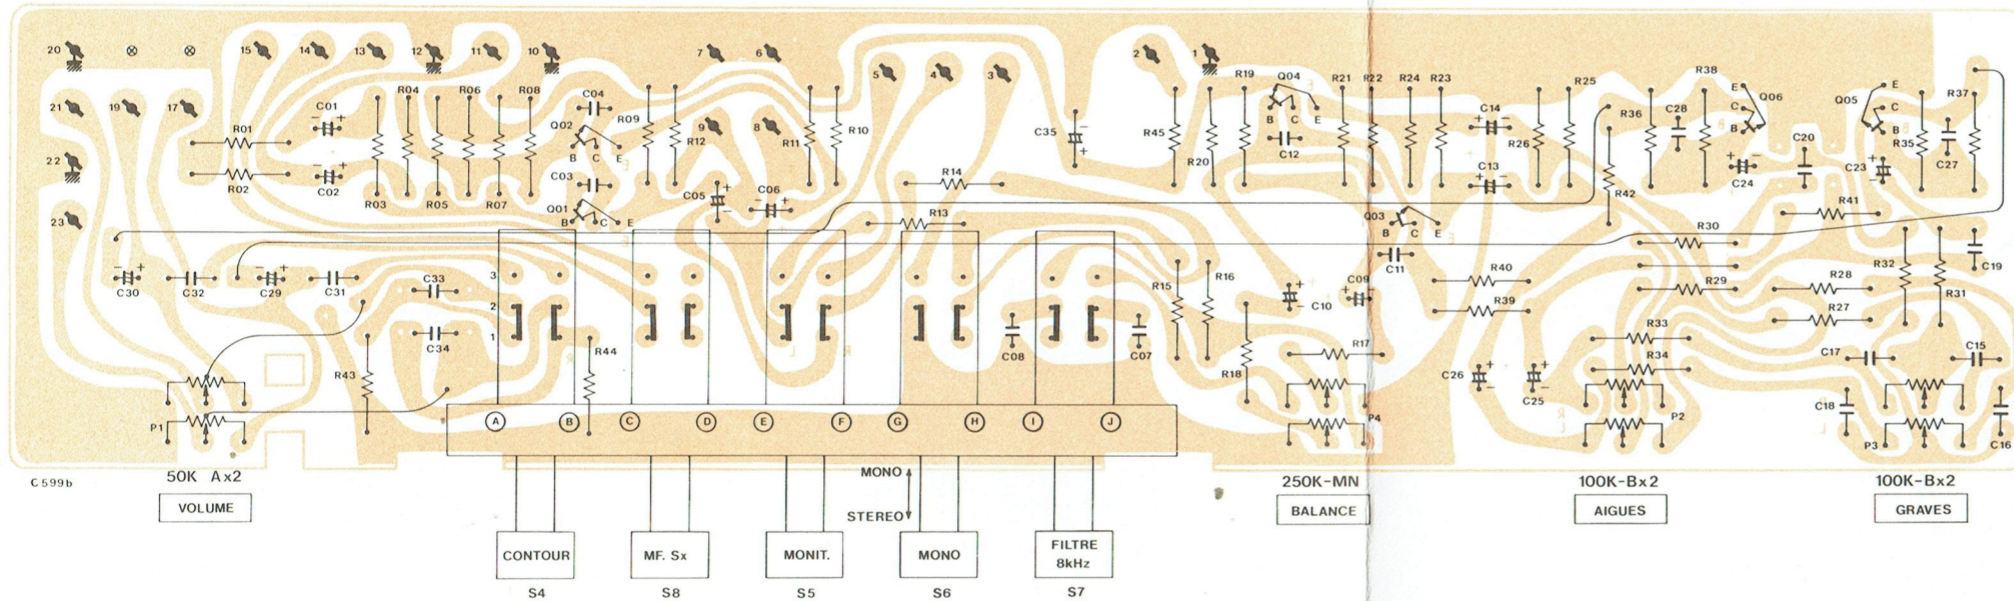 20 15 14 13 12 11 10 7 6 5 4 3 2 1
R19 Q04 R21 R22 R24 R23 R25 R38 E Q06 E Q05 R37
21 19 17 C01 R04 R06 R08 C04 9 8 C35 R45 B C E C14 R36 C28 C B C B
R01 Q02 R09 R12 R11 R10 R20 C12 R26 C20 R35 C27
B C E
22 R02 C02 C03 R14 C13 C24 C23
23 R03 R05 R07 Q01 C05 C06 R13 Q03 R42 R41
B C E B C E
R30
C30 C32 C29 C31 C33 3 R15 R16 C11 R40 R28 R32 C19
C10 C09 R39 R29 R27 R31
2
C34 1 R44 C08 C07 R33
R43 R18 R17 C26 C25 R34 C17 C15
P1 A B C D E F G H I J P4 P2 C18 P3 C16
C599b
50K Ax2
VOLUME
MONO
STEREO
250K-MN
BALANCE
100K-Bx2
AIGUES
100K-Bx2
GRAVES
CONTOUR
S4
MF. Sx
S8
MONIT.
S5
MONO
S6
FILTRE
8kHz
S7